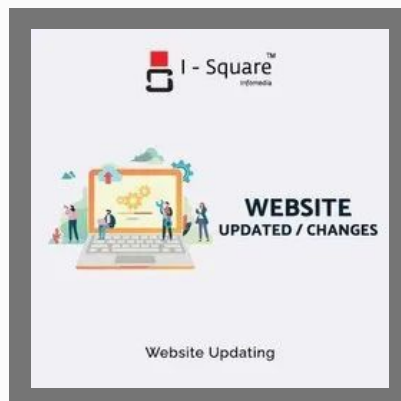 I - Square™
Infomedia
WEBSITE
UPDATED / CHANGES
Website Updating